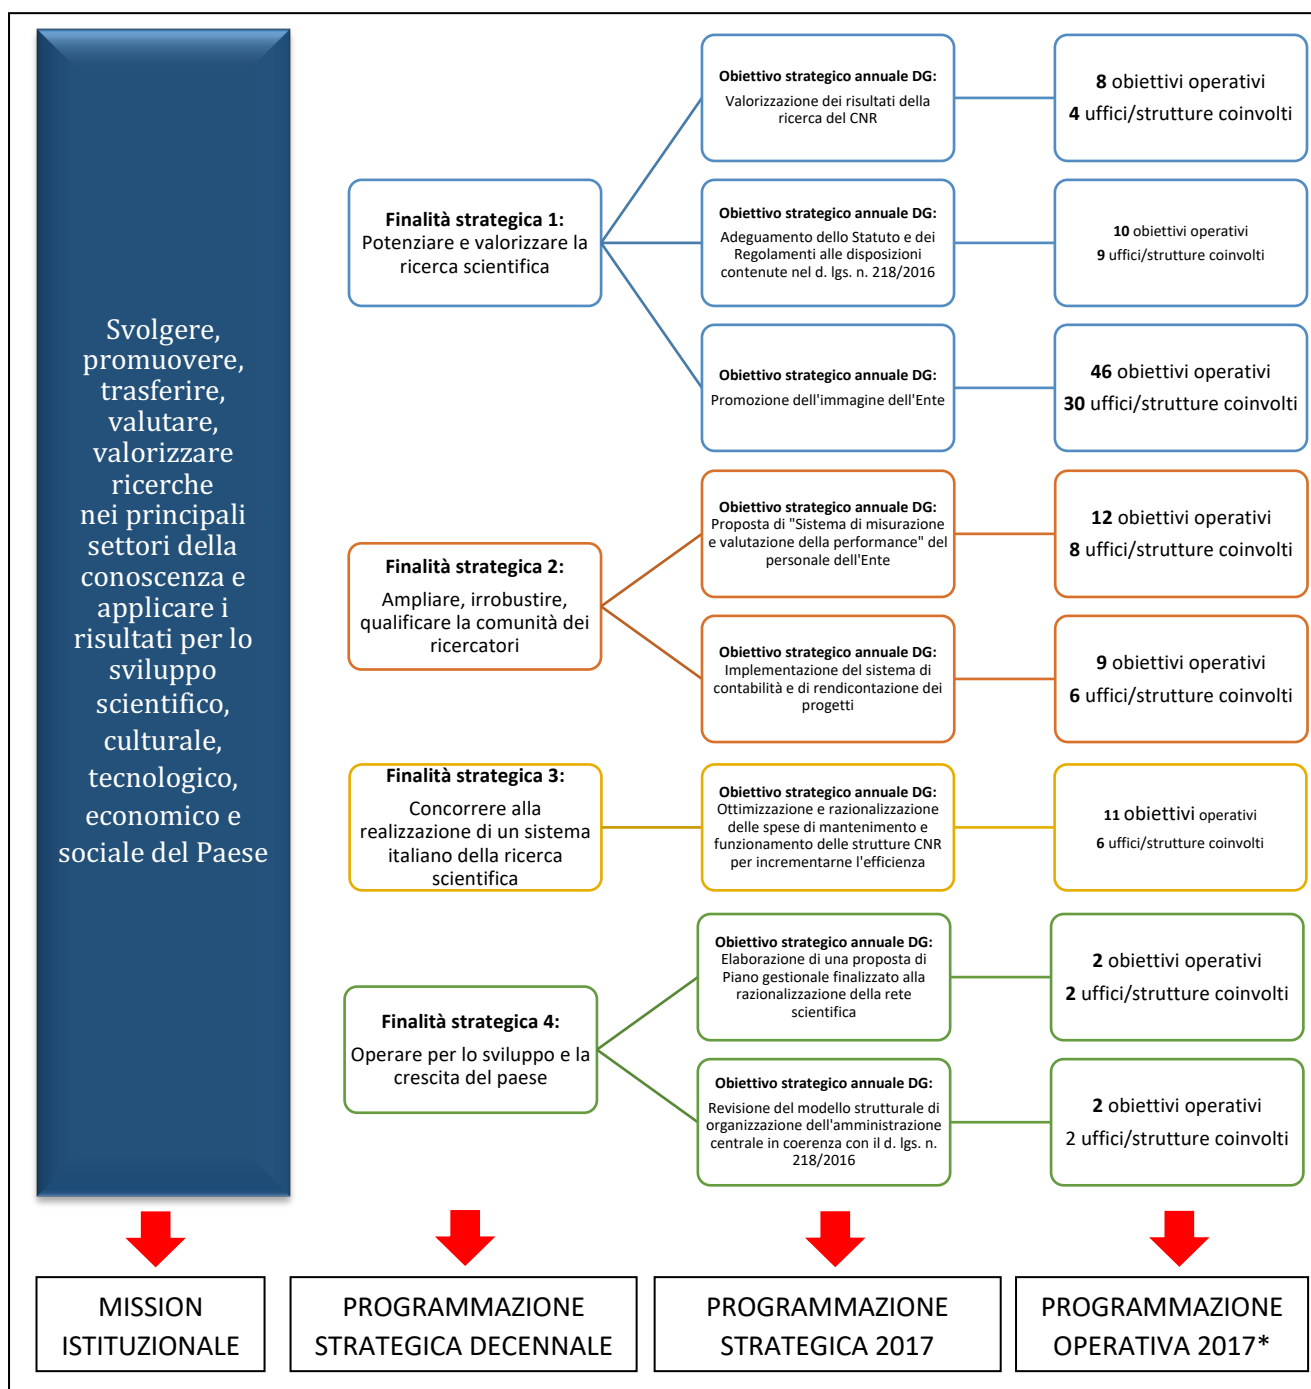 Svolgere,
promuovere,
trasferire,
valutare,
valorizzare
ricerche
nei principali
settori della
conoscenza e
applicare i
risultati per lo
sviluppo
scientifico,
culturale,
tecnologico,
economico e
sociale del Paese
Finalità strategica 1:
Potenziare e valorizzare la
ricerca scientifica
Obiettivo strategico annuale DG:
Valorizzazione dei risultati della
ricerca del CNR
8 obiettivi operativi
4 uffici/strutture coinvolti
Obiettivo strategico annuale DG:
Adeguamento dello Statuto e dei
Regolamenti alle disposizioni
contenute nel d. lgs. n. 218/2016
10 obiettivi operativi
9 uffici/strutture coinvolti
Obiettivo strategico annuale DG:
Promozione dell'immagine dell'Ente
46 obiettivi operativi
30 uffici/strutture coinvolti
Finalità strategica 2:
Ampliare, irrobustire,
qualificare la comunità dei
ricercatori
Obiettivo strategico annuale DG:
Proposta di "Sistema di misurazione
e valutazione della performance" del
personale dell'Ente
12 obiettivi operativi
8 uffici/strutture coinvolti
Obiettivo strategico annuale DG:
Implementazione del sistema di
contabilità e di rendicontazione dei
progetti
9 obiettivi operativi
6 uffici/strutture coinvolti
Finalità strategica 3:
Concorrere alla
realizzazione di un sistema
italiano della ricerca
scientifica
Obiettivo strategico annuale DG:
Ottimizzazione e razionalizzazione
delle spese di mantenimento e
funzionamento delle strutture CNR
per incrementarne l'efficienza
11 obiettivi operativi
6 uffici/strutture coinvolti
Finalità strategica 4:
Operare per lo sviluppo e la
crescita del paese
Obiettivo strategico annuale DG:
Elaborazione di una proposta di
Piano gestionale finalizzato alla
razionalizzazione della rete
scientifica
2 obiettivi operativi
2 uffici/strutture coinvolti
Obiettivo strategico annuale DG:
Revisione del modello strutturale di
organizzazione dell'amministrazione
centrale in coerenza con il d. lgs. n.
218/2016
2 obiettivi operativi
2 uffici/strutture coinvolti
MISSION
ISTITUZIONALE
PROGRAMMAZIONE
STRATEGICA DECENNALE
PROGRAMMAZIONE
STRATEGICA 2017
PROGRAMMAZIONE
OPERATIVA 2017*